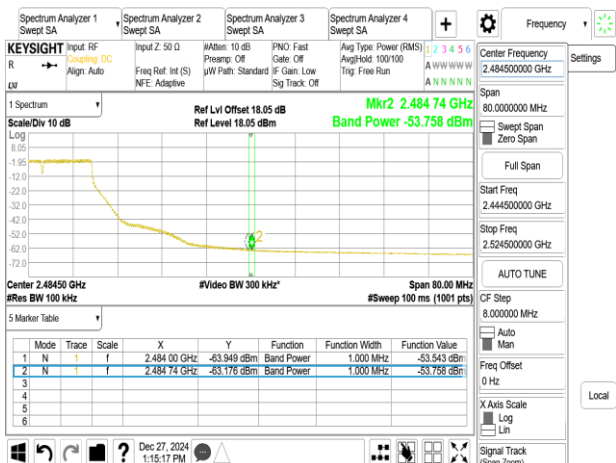 Spectrum Analyzer 1
Swept SA
Spectrum Analyzer 2
Swept SA
Spectrum Analyzer 3
Swept SA
Spectrum Analyzer 4
Swept SA
+
Frequency
KEYSIGHT
R
Input: RF
Coupling: DC
Align: Auto
Input Z: 50 Ω
Freq Ref: Int (S)
NFE: Adaptive
#Atten: 10 dB
Preamp: Off
µW Path: Standard
PNO: Fast
Gate: Off
IF Gain: Low
Sig Track: Off
Avg Type: Power (RMS)
Avg|Hold: 100/100
Trig: Free Run
1 2 3 4 5 6
A W W W W W
A N N N N N
Center Frequency
2.484500000 GHz
Settings
Span
80.0000000 MHz
Swept Span
Zero Span
Full Span
Start Freq
2.444500000 GHz
Stop Freq
2.524500000 GHz
AUTO TUNE
CF Step
8.000000 MHz
Auto
Man
Freq Offset
0 Hz
X Axis Scale
Log
Lin
Local
Signal Track
(Span Zoom)
1 Spectrum
Scale/Div 10 dB
Ref Lvl Offset 18.05 dB
Ref Level 18.05 dBm
Mkr2 2.484 74 GHz
Band Power -53.758 dBm
Log
8.05
-1.95
-12.0
-22.0
-32.0
-42.0
-52.0
-62.0
-72.0
2
Center 2.48450 GHz
#Res BW 100 kHz
#Video BW 300 kHz*
Span 80.00 MHz
#Sweep 100 ms (1001 pts)
5 Marker Table
Mode Trace Scale X Y Function Function Width Function Value
1 N 1 f 2.484 00 GHz -63.949 dBm Band Power 1.000 MHz -53.543 dBm
2 N 1 f 2.484 74 GHz -63.176 dBm Band Power 1.000 MHz -53.758 dBm
3
4
5
6
?
Dec 27, 2024
1:15:17 PM